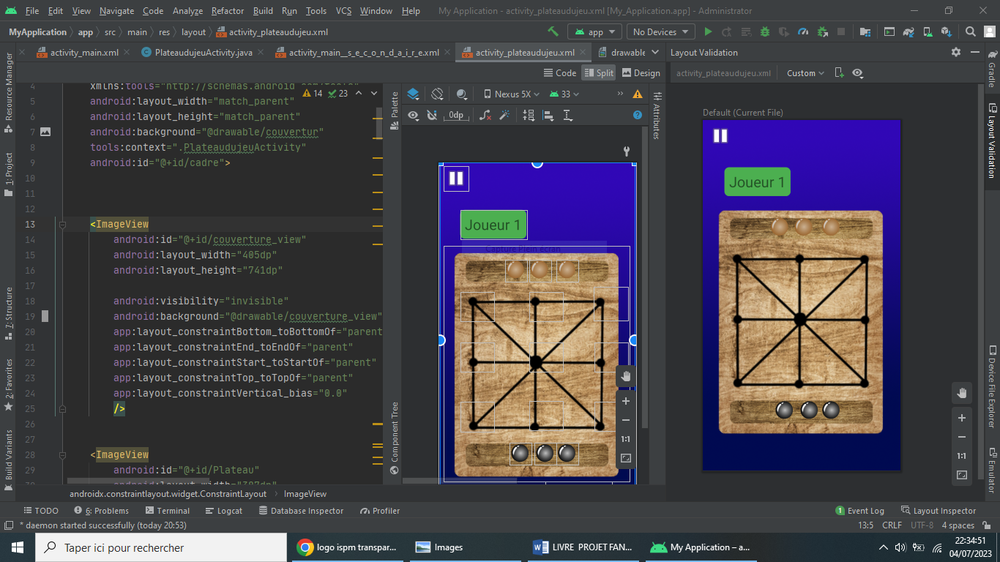 File Edit View Navigate Code Analyze Refactor Build Run Tools VCS Window Help My Application - activity_plateaudujeu.xml [My_Application.app] - Administrator
MyApplication app src main res layout activity_plateaudujeu.xml app No Devices
activity_main.xml PlateaudujeuActivity.java activity_main__s_e_c_o_n_d_a_i_r_e.xml activity_plateaudujeu.xml drawable Layout Validation
Code Split Design activity_plateaudujeu.xml Custom
Resource Manager
1: Project
7: Structure
2: Favorites
Build Variants
4 xmlns:tools="http://schemas.android.com/tools"
14 23
5 android:layout_width="match_parent"
6 android:layout_height="match_parent"
7 android:background="@drawable/couvertur"
8 tools:context=".PlateaudujeuActivity"
9 android:id="@+id/cadre">
10
11
12
13 <ImageView
14 android:id="@+id/couverture_view"
15 android:layout_width="405dp"
16 android:layout_height="741dp"
17
18 android:visibility="invisible"
19 android:background="@drawable/couverture_view"
20 app:layout_constraintBottom_toBottomOf="parent
21 app:layout_constraintEnd_toEndOf="parent"
22 app:layout_constraintStart_toStartOf="parent"
23 app:layout_constraintTop_toTopOf="parent"
24 app:layout_constraintVertical_bias="0.0"
25 />
26
27
28 <ImageView
29 android:id="@+id/Plateau"
Palette
Component Tree
Nexus 5X 33 »
0dp
Attributes
Joueur 1
Capture Plein écran
1:1
Default (Current File)
Joueur 1
1:1
Gradle
Layout Validation
Device File Explorer
Emulator
androidx.constraintlayout.widget.ConstraintLayout ImageView
TODO 6: Problems Terminal Logcat Database Inspector Profiler 1 Event Log Layout Inspector
* daemon started successfully (today 20:53) 13:5 CRLF UTF-8 4 spaces
Taper ici pour rechercher logo ispm transpar... Images LIVRE PROJET FAN... My Application – a... 22:34:51
04/07/2023